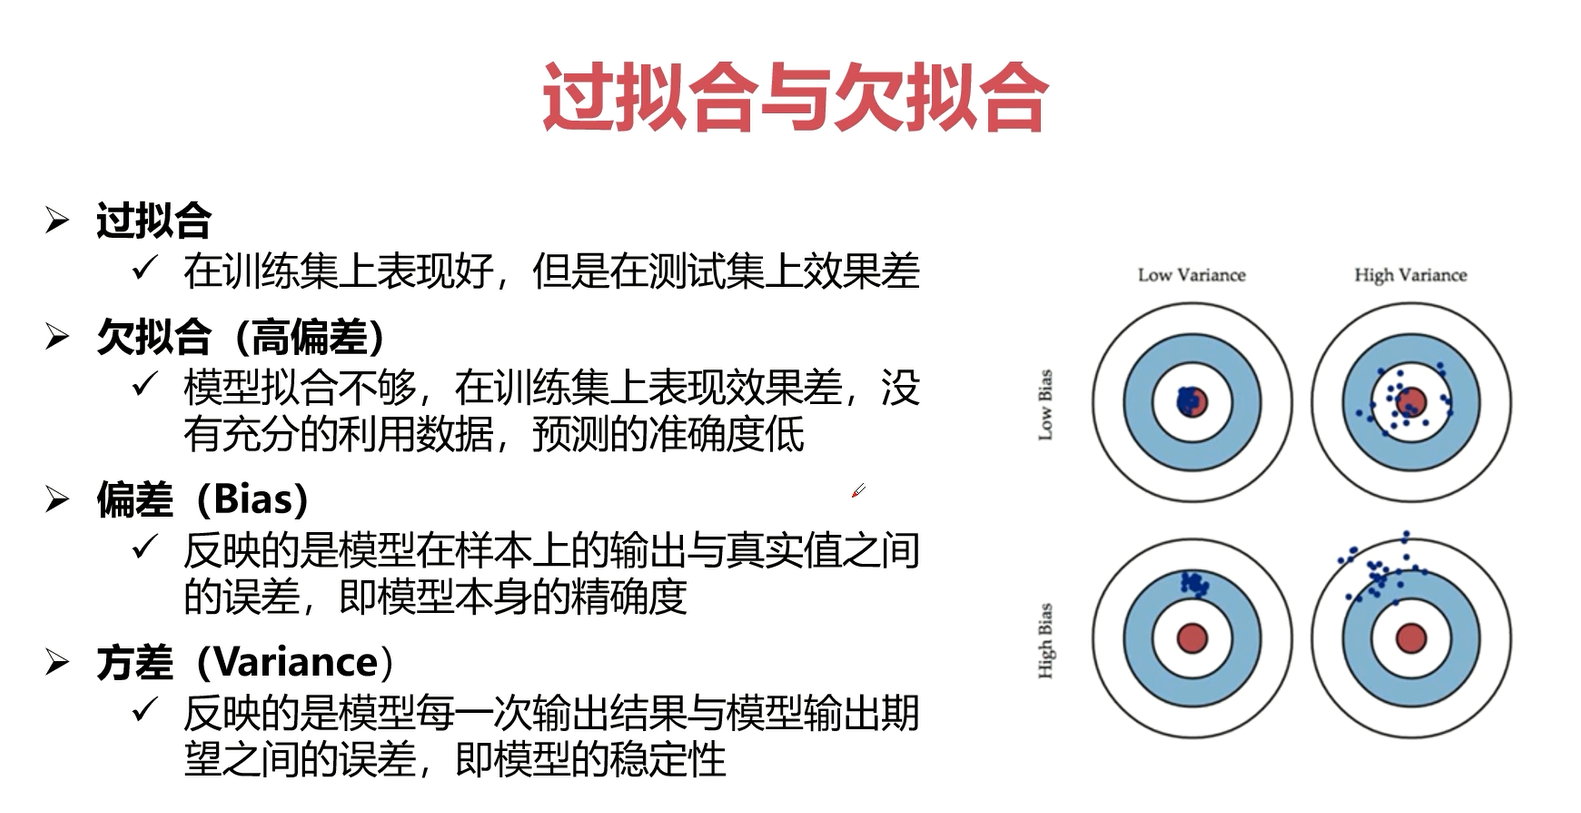 过拟合与欠拟合
➢ 过拟合
✓ 在训练集上表现好，但是在测试集上效果差
➢ 欠拟合（高偏差）
✓ 模型拟合不够，在训练集上表现效果差，没
有充分的利用数据，预测的准确度低
➢ 偏差（Bias）
✓ 反映的是模型在样本上的输出与真实值之间
的误差，即模型本身的精确度
➢ 方差（Variance）
✓ 反映的是模型每一次输出结果与模型输出期
望之间的误差，即模型的稳定性
Low Variance
High Variance
Low Bias
High Bias